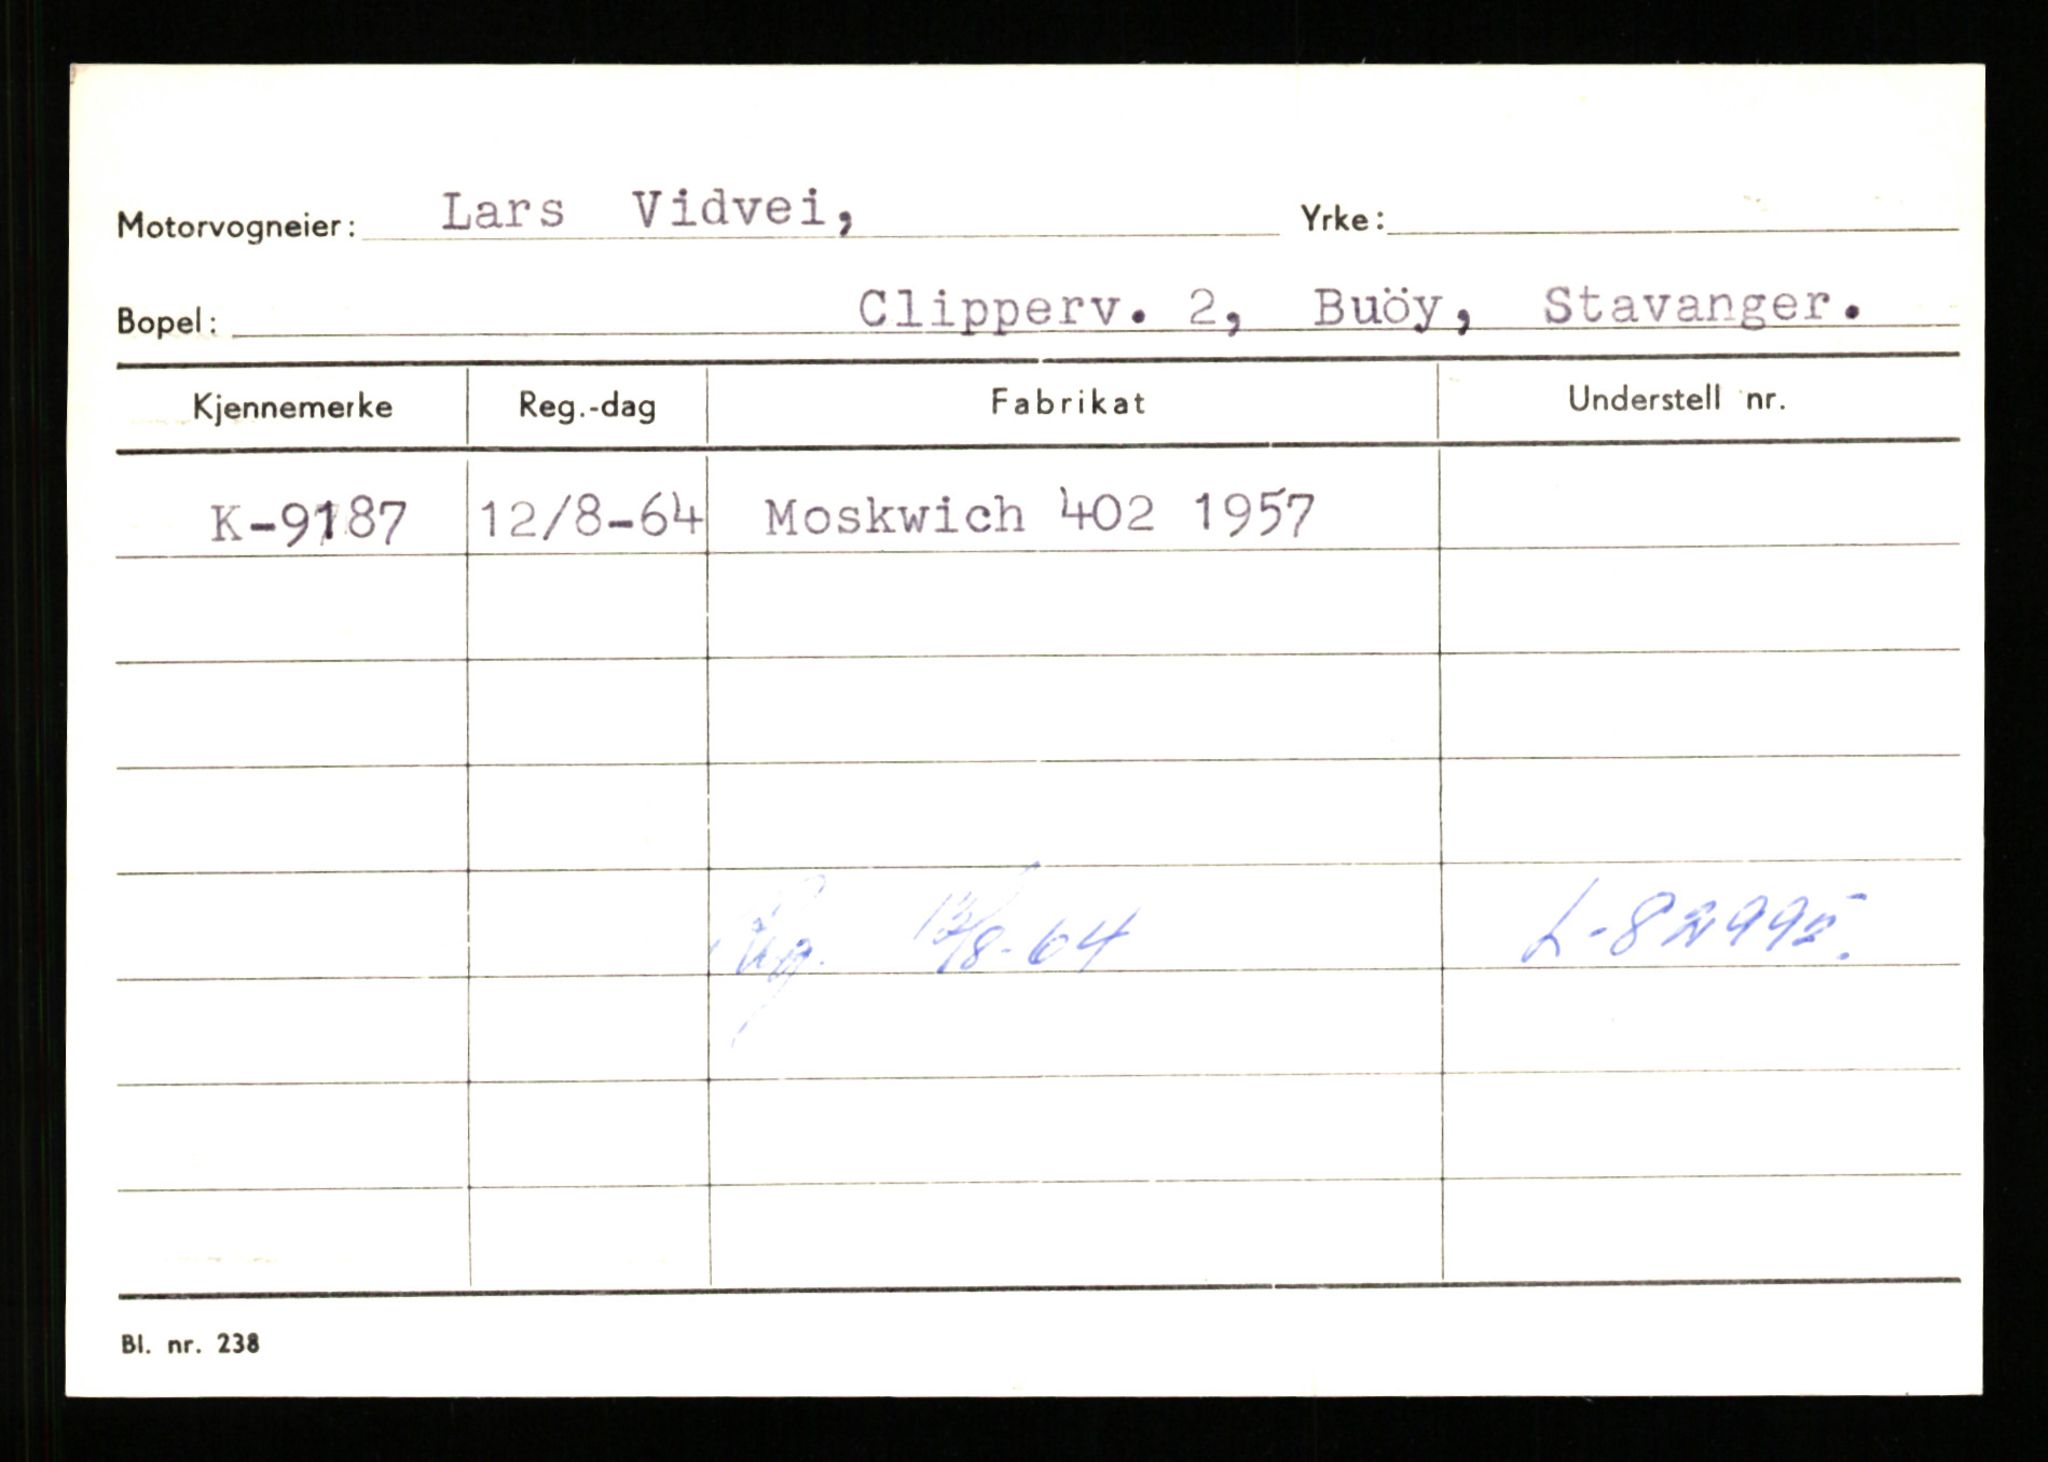 Motorvogneier: Lars Vidvei, Yrke:
Bopel: Clipperv. 2, Buöy, Stavanger.
Kjennemerke Reg.-dag Fabrikat Understell nr.
K-9187 12/8-64 Moskwich 402 1957
13/8-64 L-82995.
Bl. nr. 238